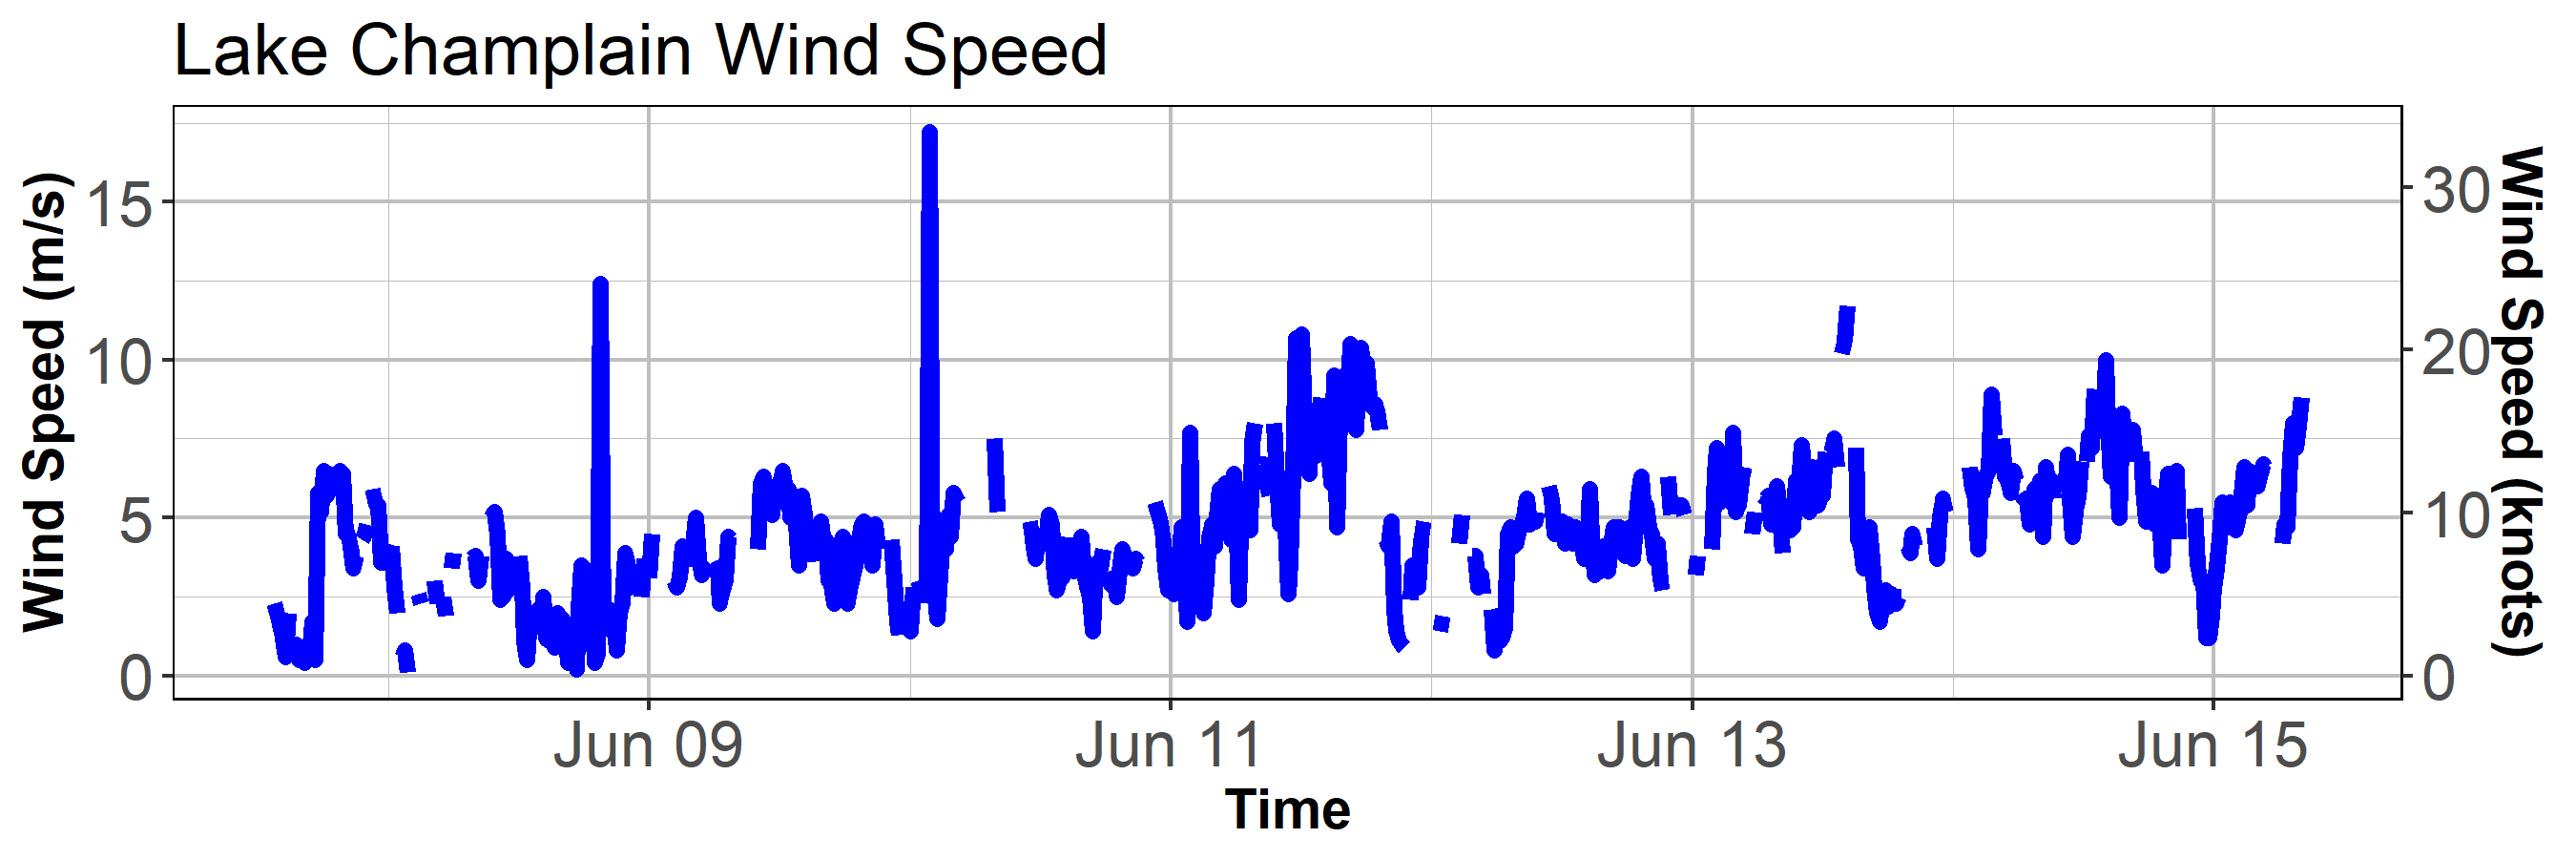 Lake Champlain Wind Speed
Wind Speed (m/s)
15
10
5
0
30
20
10
0
Wind Speed (knots)
Jun 09
Jun 11
Jun 13
Jun 15
Time